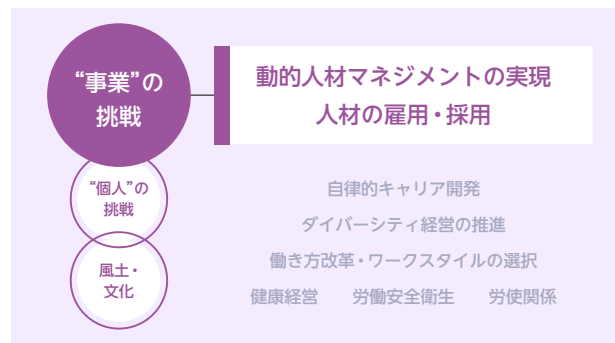 “事業”の
挑戦
動的人材マネジメントの実現
人材の雇用・採用
“個人”の
挑戦
風土・
文化
自律的キャリア開発
ダイバーシティ経営の推進
働き方改革・ワークスタイルの選択
健康経営 労働安全衛生 労使関係